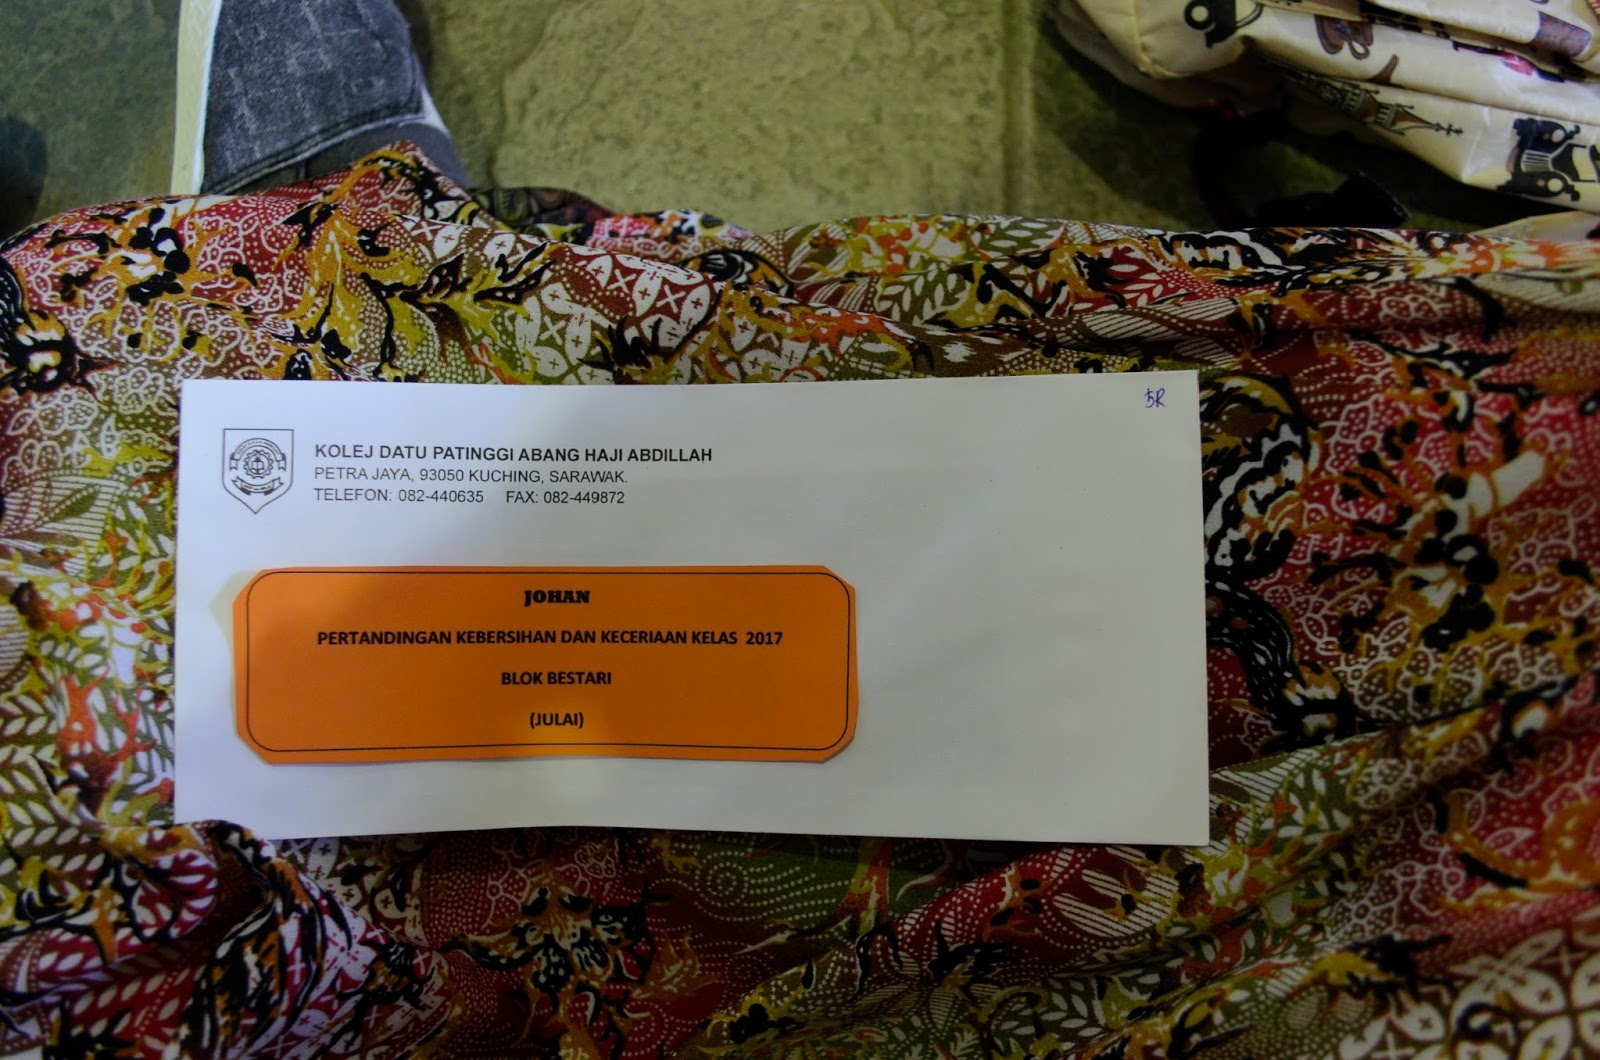 5R
KOLEJ DATU PATINGGI ABANG HAJI ABDILLAH
PETRA JAYA, 93050 KUCHING, SARAWAK.
TELEFON: 082-440635 FAX: 082-449872
JOHAN
PERTANDINGAN KEBERSIHAN DAN KECERIAAN KELAS 2017
BLOK BESTARI
(JULAI)